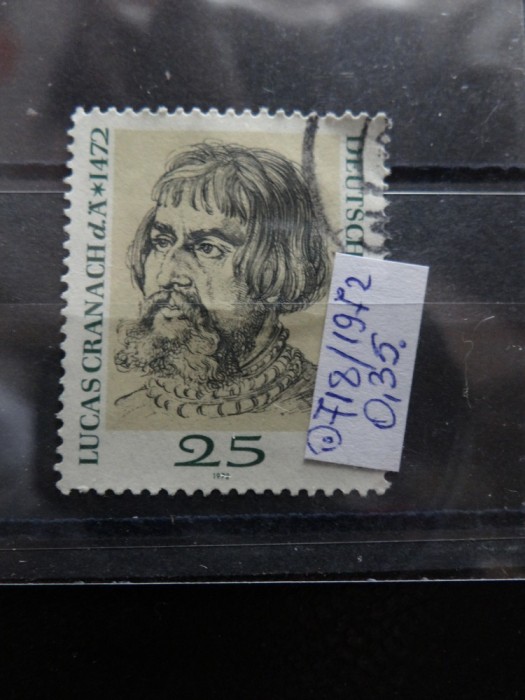 LUCAS CRANACH d.Ä*1472
DEUTSCH
25
1972
718/1972
0,35.